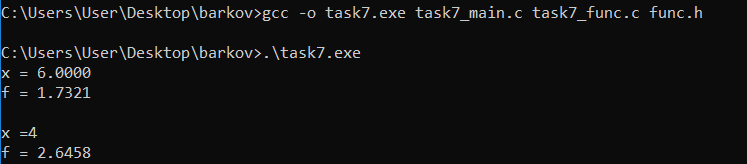 C:\Users\User\Desktop\barkov>gcc -o task7.exe task7_main.c task7_func.c func.h
C:\Users\User\Desktop\barkov>.\task7.exe
x = 6.0000
f = 1.7321
x =4
f = 2.6458